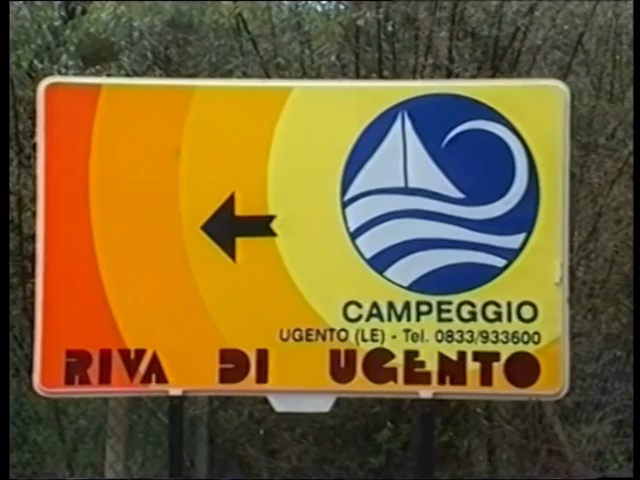 CAMPEGGIO
UGENTO (LE) - Tel. 0833/933600
RIVA DI UGENTO